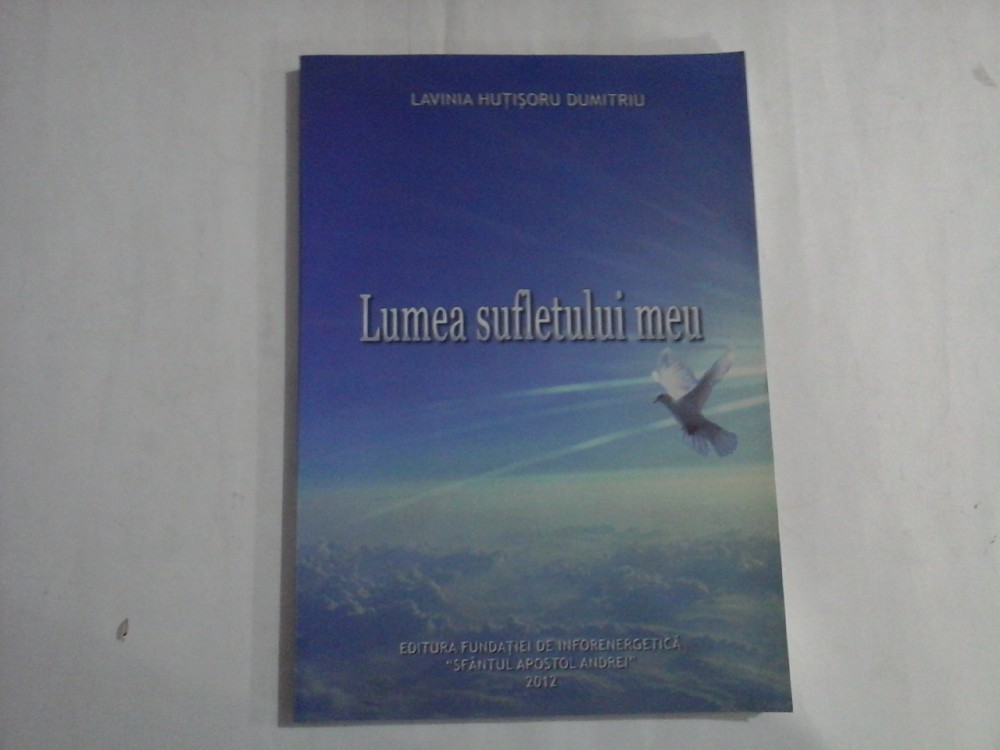 LAVINIA HUȚIȘORU DUMITRIU
Lumea sufletului meu
EDITURA FUNDAȚIEI DE INFORENERGETICĂ
"SFÂNTUL APOSTOL ANDREI"
2012